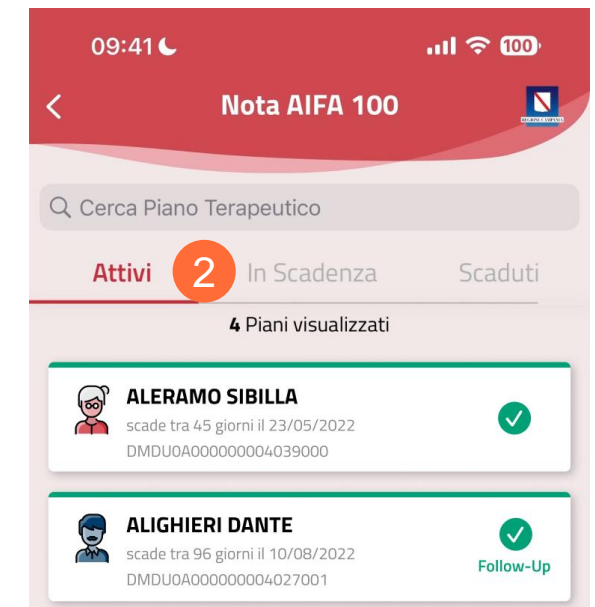 09:41
100
Nota AIFA 100
REGIONE CAMPANIA
Cerca Piano Terapeutico
Attivi 2 In Scadenza Scaduti
4 Piani visualizzati
ALERAMO SIBILLA
scade tra 45 giorni il 23/05/2022
DMDU0A000000004039000
ALIGHIERI DANTE
scade tra 96 giorni il 10/08/2022
Follow-Up
DMDU0A000000004027001